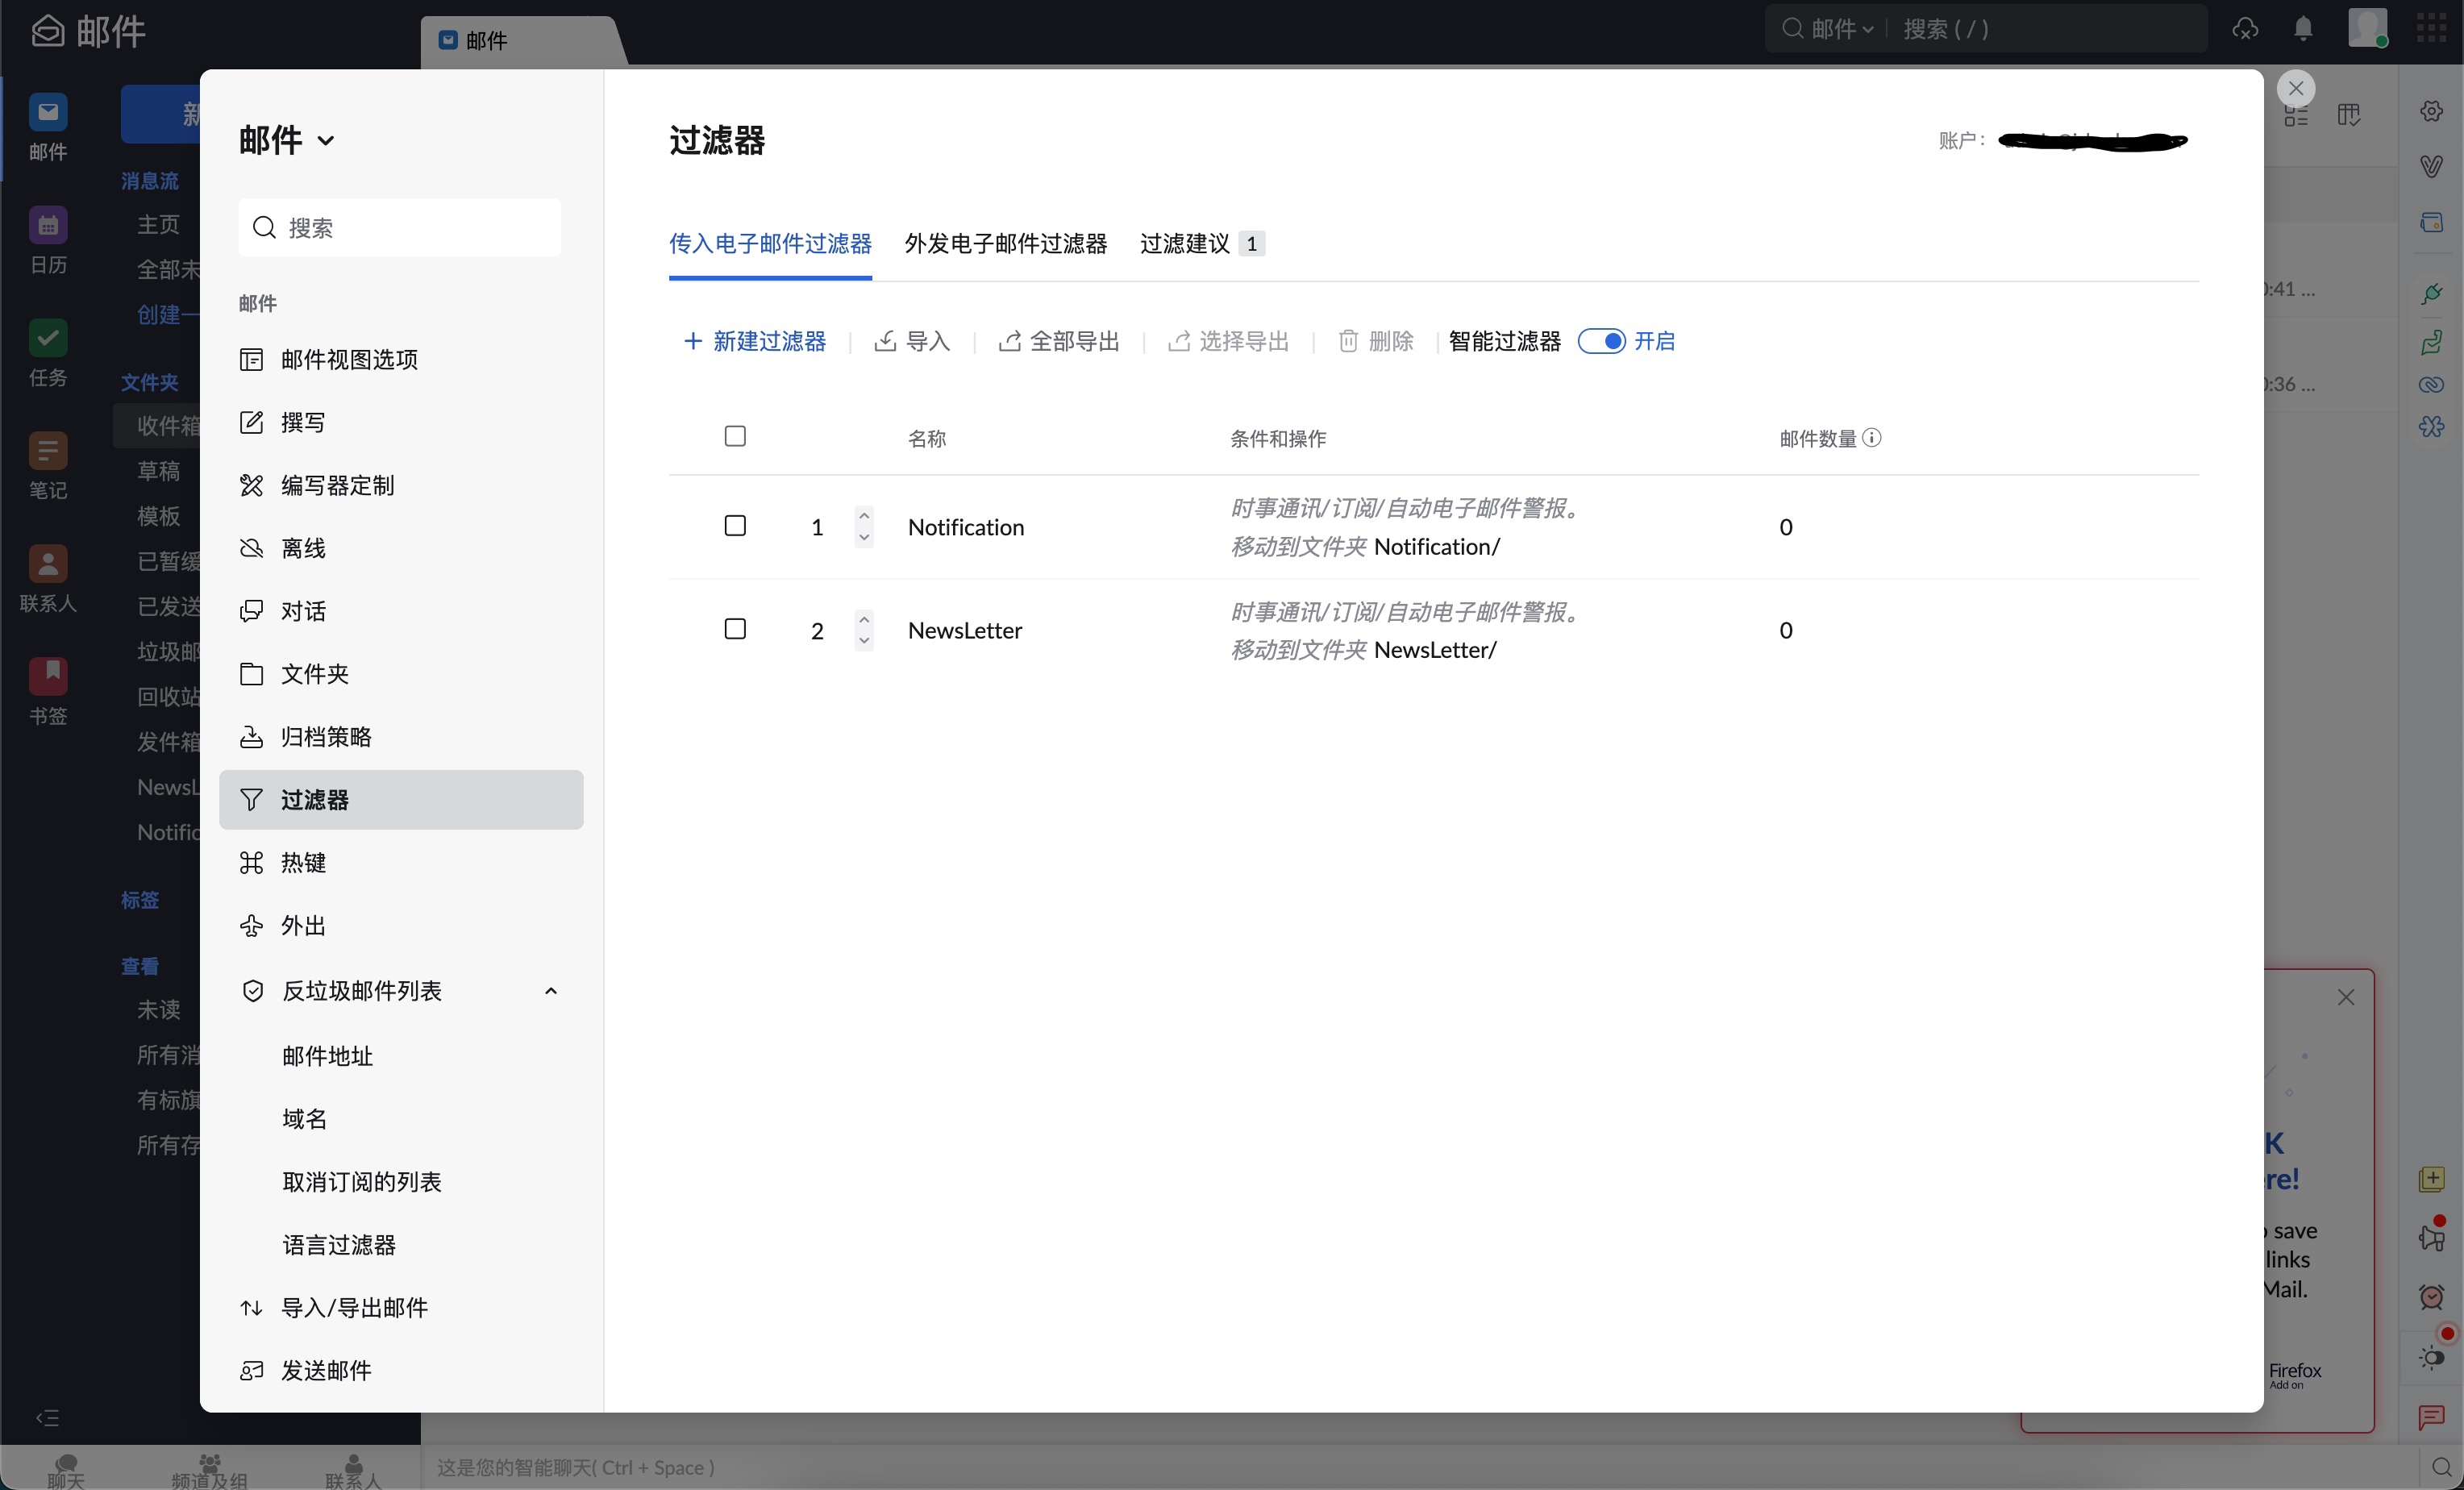 邮件
邮件
邮件
搜索 ( / )
邮件
日历
任务
笔记
联系人
书签
新
消息流
主页
全部未
创建一
文件夹
收件箱
草稿
模板
已暂缓
已发送
垃圾邮
回收站
发件箱
NewsL
Notific
标签
查看
未读
所有消
有标旗
所有存
邮件
搜索
邮件
邮件视图选项
撰写
编写器定制
离线
对话
文件夹
归档策略
过滤器
热键
外出
反垃圾邮件列表
邮件地址
域名
取消订阅的列表
语言过滤器
导入/导出邮件
发送邮件
过滤器
账户：
传入电子邮件过滤器 外发电子邮件过滤器 过滤建议 1
+ 新建过滤器 导入 全部导出 选择导出 删除 智能过滤器 开启
名称 条件和操作 邮件数量
1 Notification 时事通讯/订阅/自动电子邮件警报。 0
移动到文件夹 Notification/
2 NewsLetter 时事通讯/订阅/自动电子邮件警报。 0
移动到文件夹 NewsLetter/
:41 ...
:36 ...
K
re!
save
links
Mail.
Firefox
Add on
聊天 频道及组 联系人
这是您的智能聊天( Ctrl + Space )